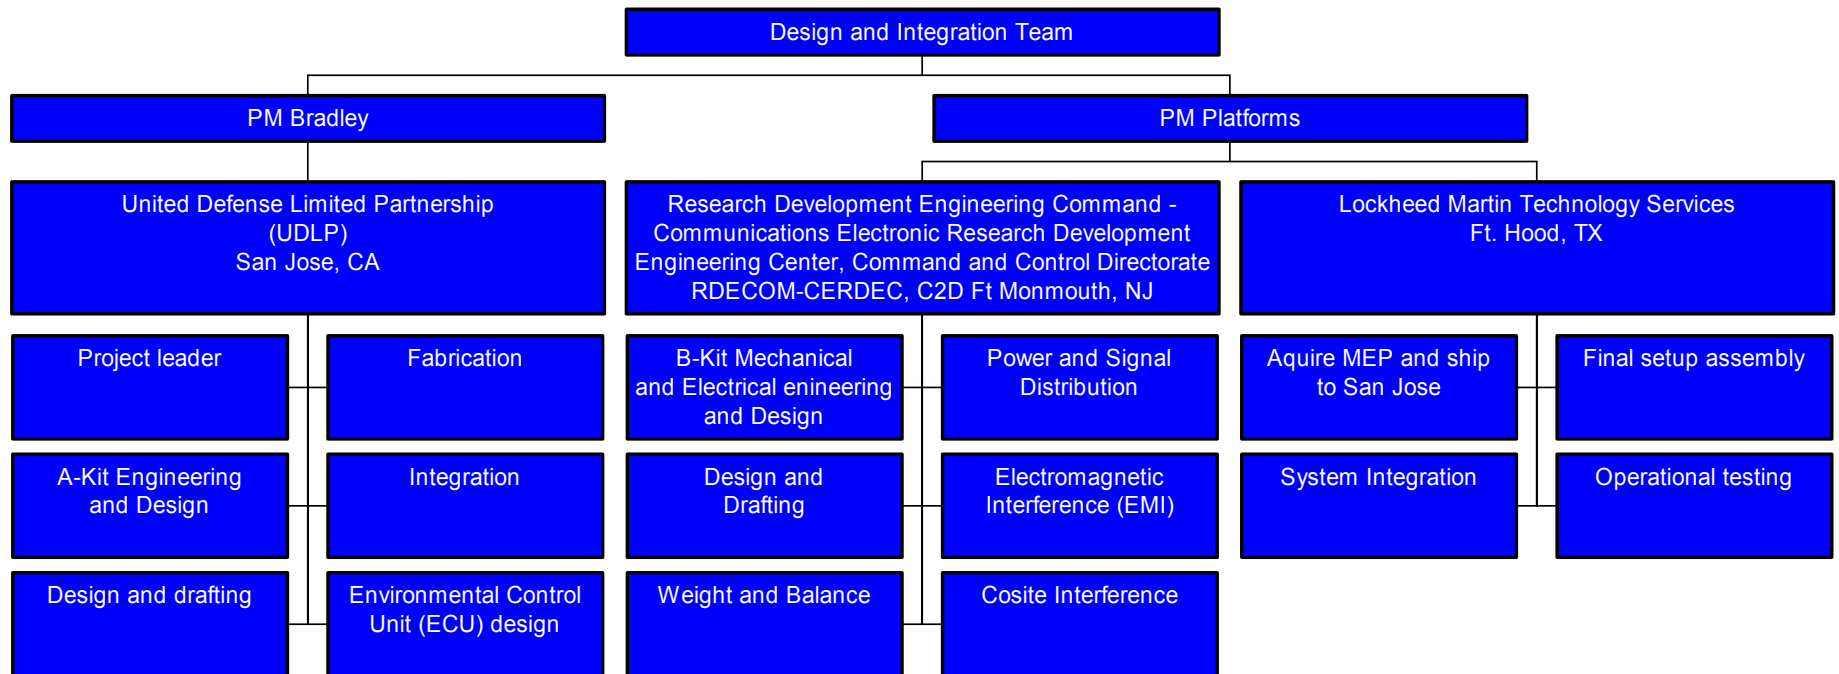 Design and Integration Team
PM Bradley
PM Platforms
United Defense Limited Partnership
(UDLP)
San Jose, CA
Research Development Engineering Command -
Communications Electronic Research Development
Engineering Center, Command and Control Directorate
RDECOM-CERDEC, C2D Ft Monmouth, NJ
Lockheed Martin Technology Services
Ft. Hood, TX
Project leader
Fabrication
B-Kit Mechanical
and Electrical enineering
and Design
Power and Signal
Distribution
Aquire MEP and ship
to San Jose
Final setup assembly
A-Kit Engineering
and Design
Integration
Design and
Drafting
Electromagnetic
Interference (EMI)
System Integration
Operational testing
Design and drafting
Environmental Control
Unit (ECU) design
Weight and Balance
Cosite Interference